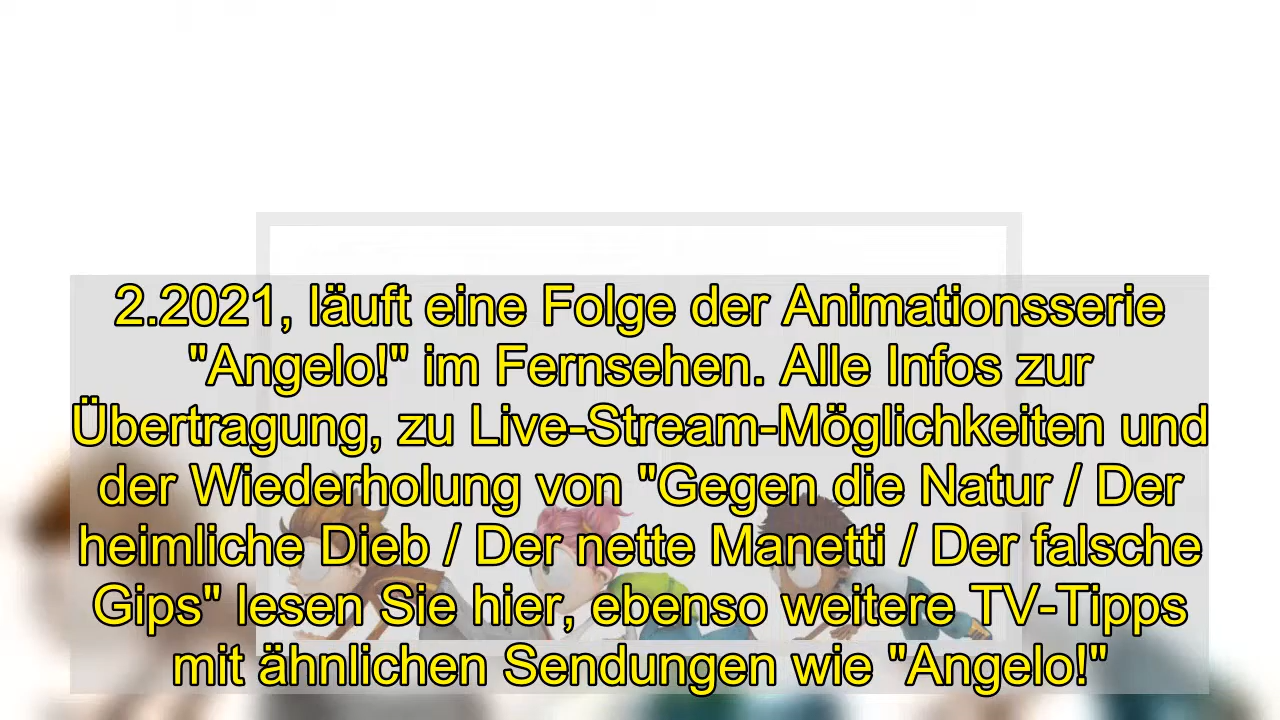 2.2021, läuft eine Folge der Animationsserie
"Angelo!" im Fernsehen. Alle Infos zur
Übertragung, zu Live-Stream-Möglichkeiten und
der Wiederholung von "Gegen die Natur / Der
heimliche Dieb / Der nette Manetti / Der falsche
Gips" lesen Sie hier, ebenso weitere TV-Tipps
mit ähnlichen Sendungen wie "Angelo!"